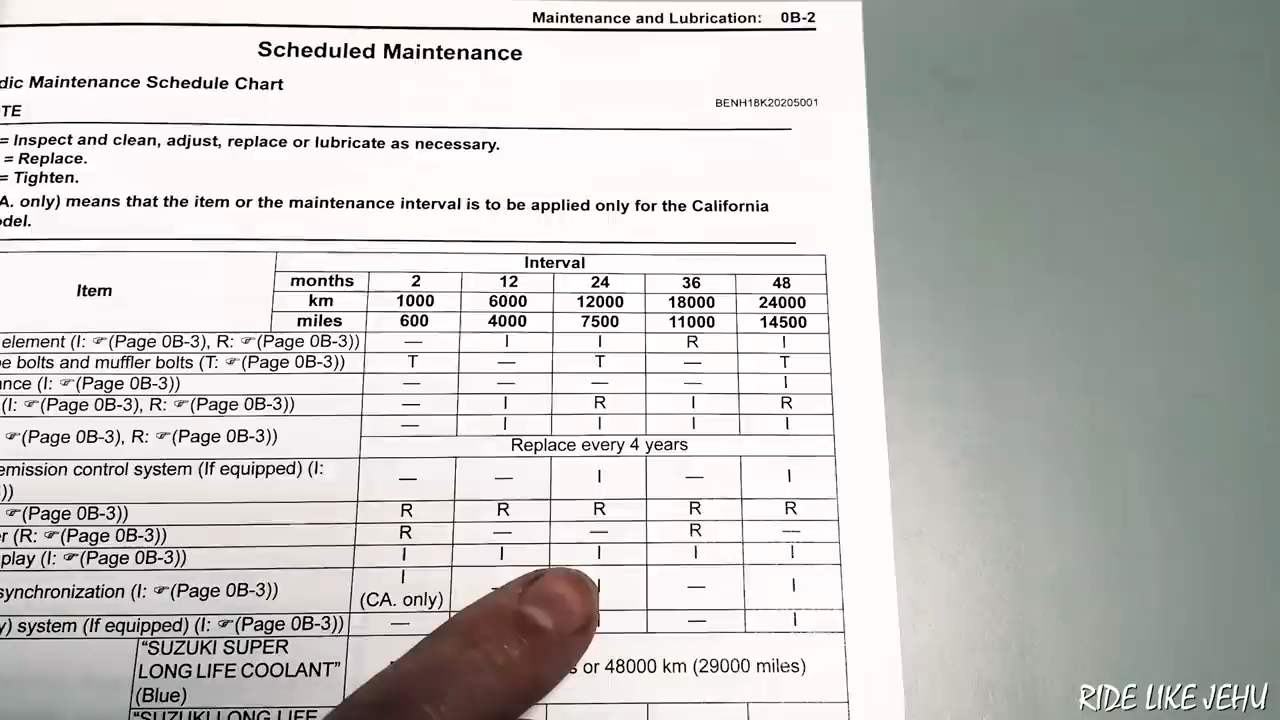 Maintenance and Lubrication: 0B-2
Scheduled Maintenance
dic Maintenance Schedule Chart
BENH18K20205001
TE
= Inspect and clean, adjust, replace or lubricate as necessary.
= Replace.
= Tighten.
A. only) means that the item or the maintenance interval is to be applied only for the California
odel.
Item
Interval
months 2 12 24 36 48
km 1000 6000 12000 18000 24000
miles 600 4000 7500 11000 14500
element (I: ☞(Page 0B-3), R: ☞(Page 0B-3)) — I I R I
e bolts and muffler bolts (T: ☞(Page 0B-3)) T — T — T
nce (I: ☞(Page 0B-3)) — — — — I
(I: ☞(Page 0B-3), R: ☞(Page 0B-3)) — I R I R
☞(Page 0B-3), R: ☞(Page 0B-3)) — I I I I
Replace every 4 years
emission control system (If equipped) (I:
)) — — I — I
☞(Page 0B-3)) R R R R R
r (R: ☞(Page 0B-3)) R — — R —
play (I: ☞(Page 0B-3)) I I I I I
synchronization (I: ☞(Page 0B-3)) I (CA. only) I — I
y) system (If equipped) (I: ☞(Page 0B-3)) — I — I
"SUZUKI SUPER
LONG LIFE COOLANT"
(Blue)
s or 48000 km (29000 miles)
"SUZUKI LONG LIFE
RIDE LIKE JEHU